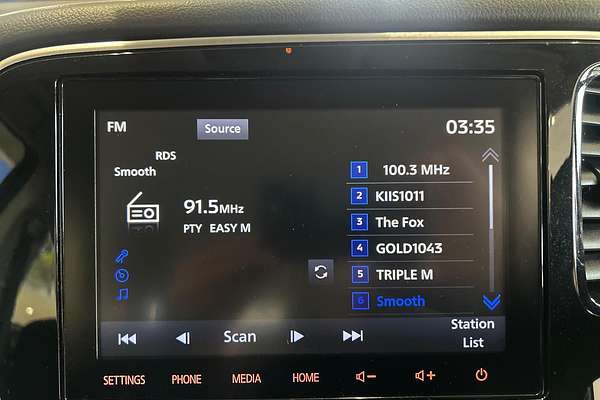 FM
Source
03:35
RDS
Smooth
91.5MHz
PTY EASY M
1 100.3 MHz
2 KIIS1011
3 The Fox
4 GOLD1043
5 TRIPLE M
6 Smooth
Scan
Station
List
SETTINGS PHONE MEDIA HOME